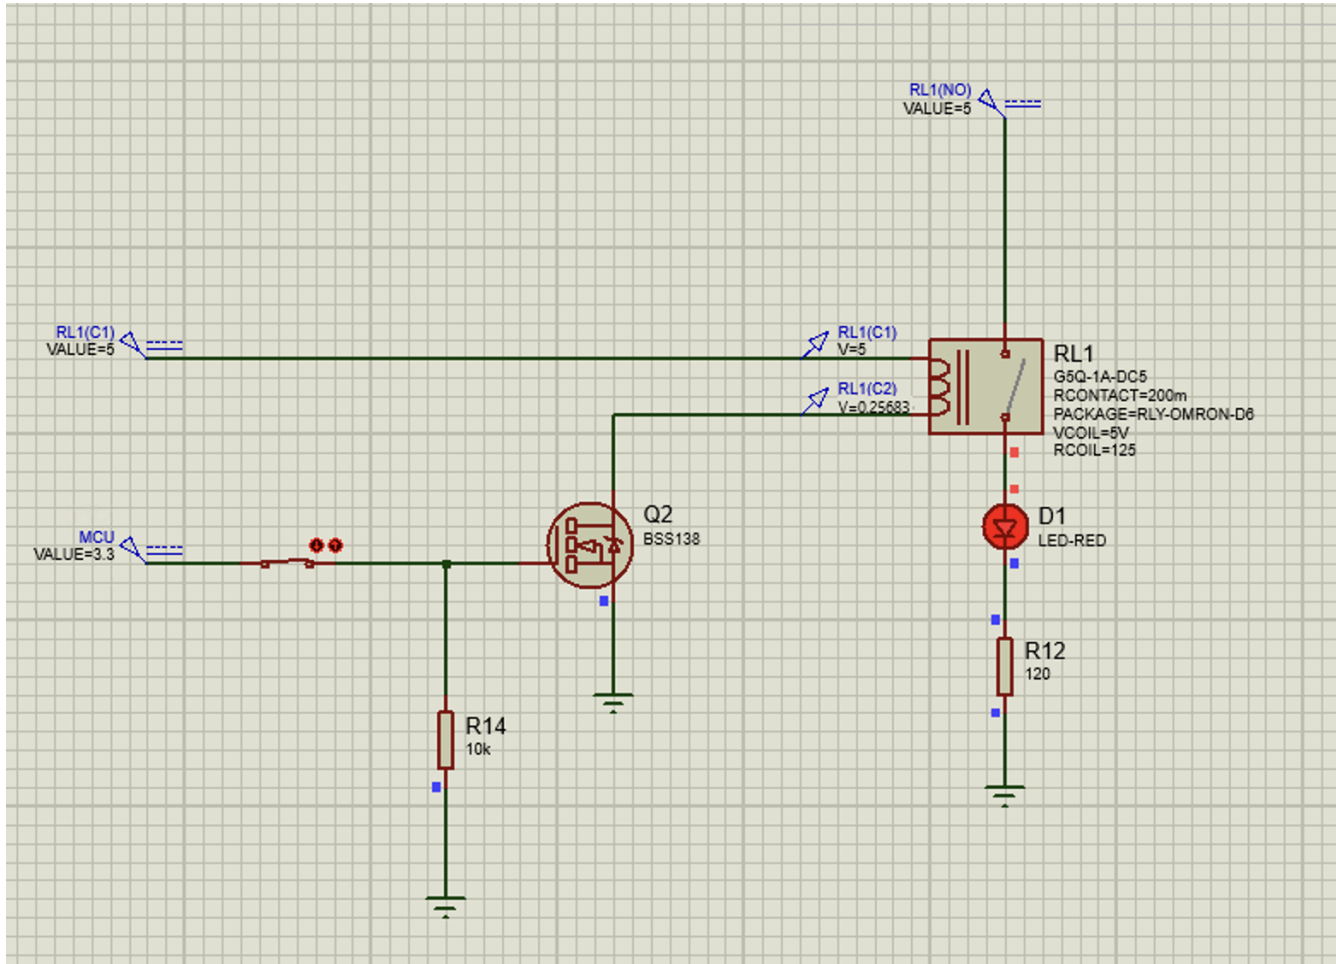 RL1(NO)
VALUE=5
RL1(C1)
VALUE=5
RL1(C1)
V=5
RL1(C2)
V=0.25683
RL1
G5Q-1A-DC5
RCONTACT=200m
PACKAGE=RLY-OMRON-D6
VCOIL=5V
RCOIL=125
MCU
VALUE=3.3
Q2
BSS138
D1
LED-RED
R12
120
R14
10k